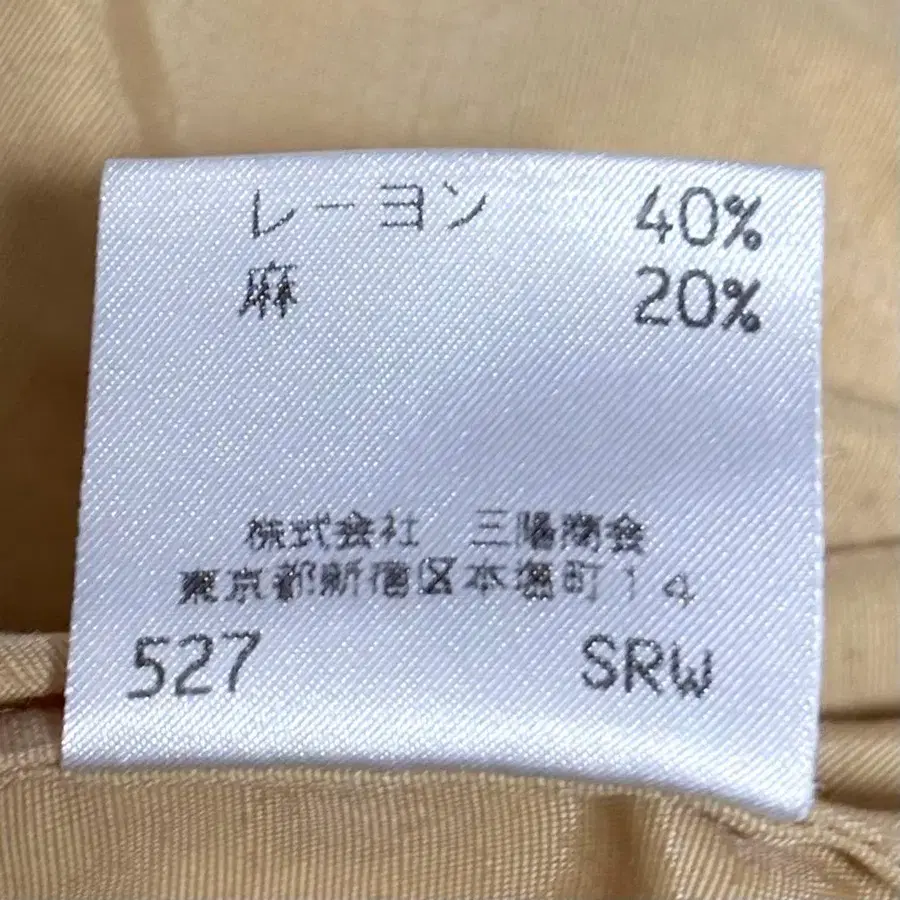 レーヨン 40%
麻 20%
株式会社 三陽商会
東京都新宿区本塩町14
527 SRW